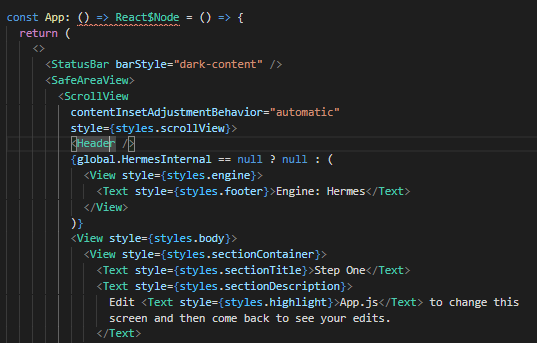 const App: () => React$Node = () => {
  return (
    <>
      <StatusBar barStyle="dark-content" />
      <SafeAreaView>
        <ScrollView
          contentInsetAdjustmentBehavior="automatic"
          style={styles.scrollView}>
          <Header />
          {global.HermesInternal == null ? null : (
            <View style={styles.engine}>
              <Text style={styles.footer}>Engine: Hermes</Text>
            </View>
          )}
          <View style={styles.body}>
            <View style={styles.sectionContainer}>
              <Text style={styles.sectionTitle}>Step One</Text>
              <Text style={styles.sectionDescription}>
                Edit <Text style={styles.highlight}>App.js</Text> to change this
                screen and then come back to see your edits.
              </Text>